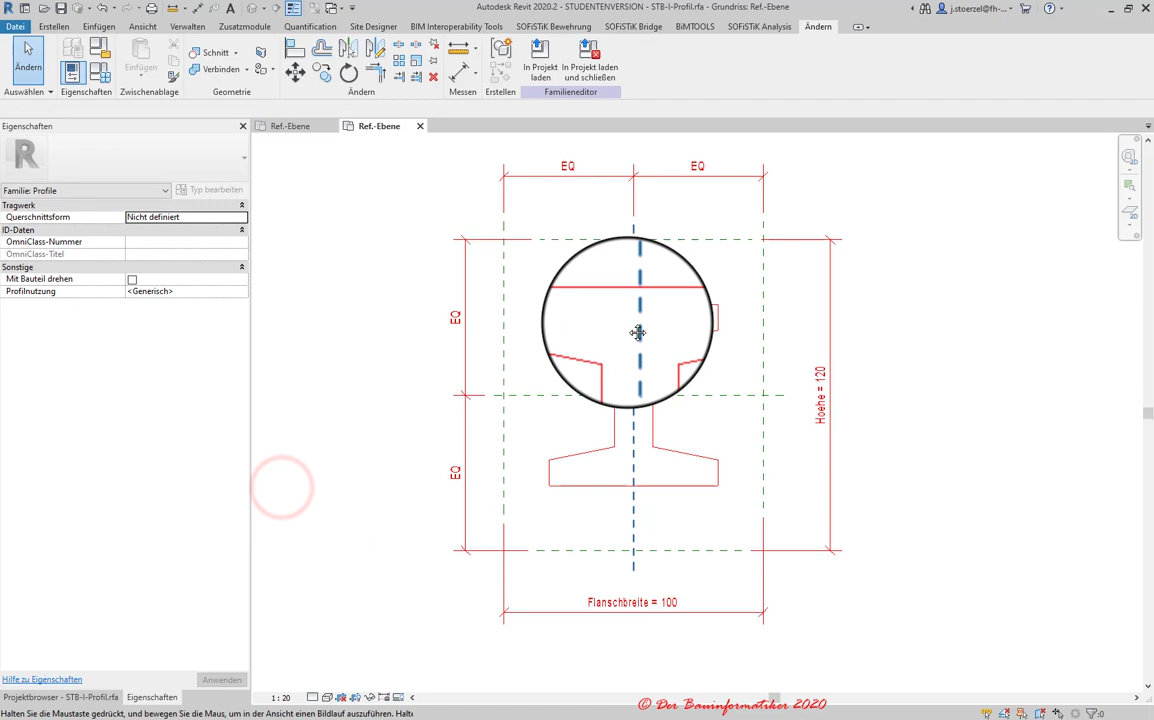 Autodesk Revit 2020.2 - STUDENTENVERSION - STB-I-Profil.rfa - Grundriss: Ref.-Ebene
j.stoerzel@fh-...
Datei Erstellen Einfügen Ansicht Verwalten Zusatzmodule Quantification Site Designer BIM Interoperability Tools SOFiSTiK Bewehrung BiMTOOLS SOFiSTiK Bridge SOFiSTiK Analysis Ändern
Ändern
Einfügen
Schnitt
Verbinden
In Projekt laden
In Projekt laden und schließen
Auswählen Eigenschaften Zwischenablage Geometrie Ändern Messen Erstellen Familieneditor
Eigenschaften
Ref.-Ebene
Ref.-Ebene
Familie: Profile
Typ bearbeiten
Tragwerk
Querschnittsform Nicht definiert
ID-Daten
OmniClass-Nummer
OmniClass-Titel
Sonstige
Mit Bauteil drehen
Profilnutzung <Generisch>
EQ EQ
EQ
Hoehe = 120
EQ
Flanschbreite = 100
2D
2D
Hilfe zu Eigenschaften
Anwenden
Projektbrowser - STB-I-Profil.rfa Eigenschaften
1 : 20
© Der Bauinformatiker 2020
Halten Sie die Maustaste gedrückt, und bewegen Sie die Maus, um in der Ansicht einen Bildlauf auszuführen. Halte
:0